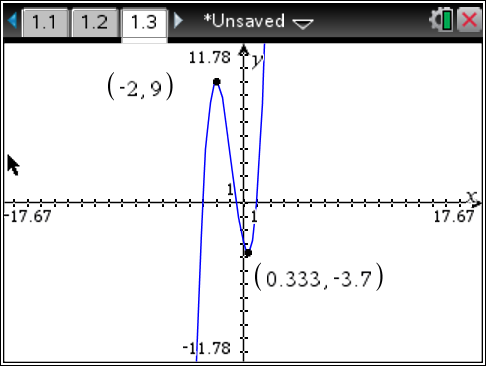 1.1 1.2 1.3 *Unsaved
11.78 y
(-2,9)
1
x
-17.67 1 17.67
(0.333,-3.7)
-11.78